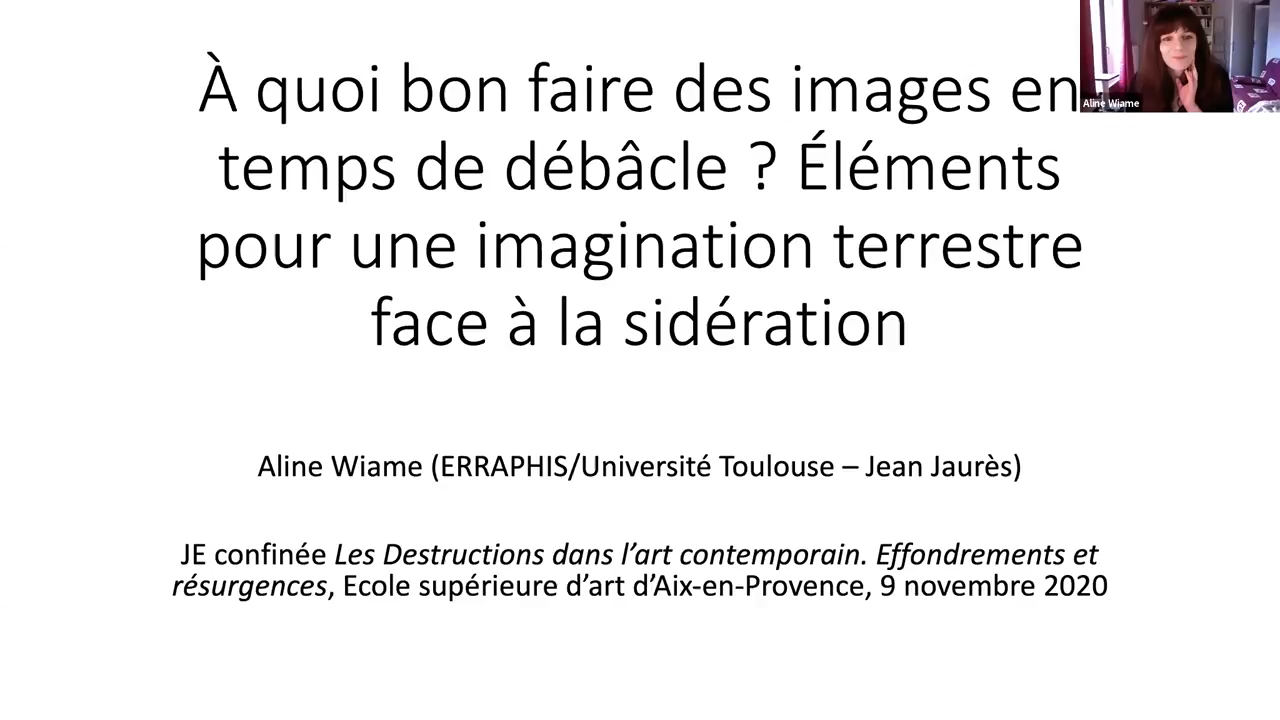 À quoi bon faire des images en
temps de débâcle ? Éléments
pour une imagination terrestre
face à la sidération
Aline Wiame
Aline Wiame (ERRAPHIS/Université Toulouse – Jean Jaurès)
JE confinée Les Destructions dans l’art contemporain. Effondrements et
résurgences, Ecole supérieure d’art d’Aix-en-Provence, 9 novembre 2020